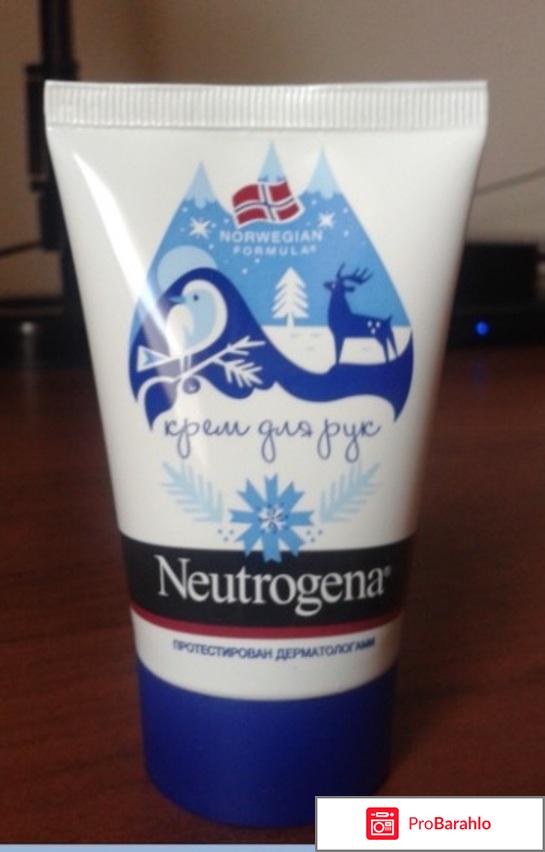 NORWEGIAN
FORMULA®
крем для рук
Neutrogena®
ПРОТЕСТИРОВАН ДЕРМАТОЛОГАМИ
ProBarahlo